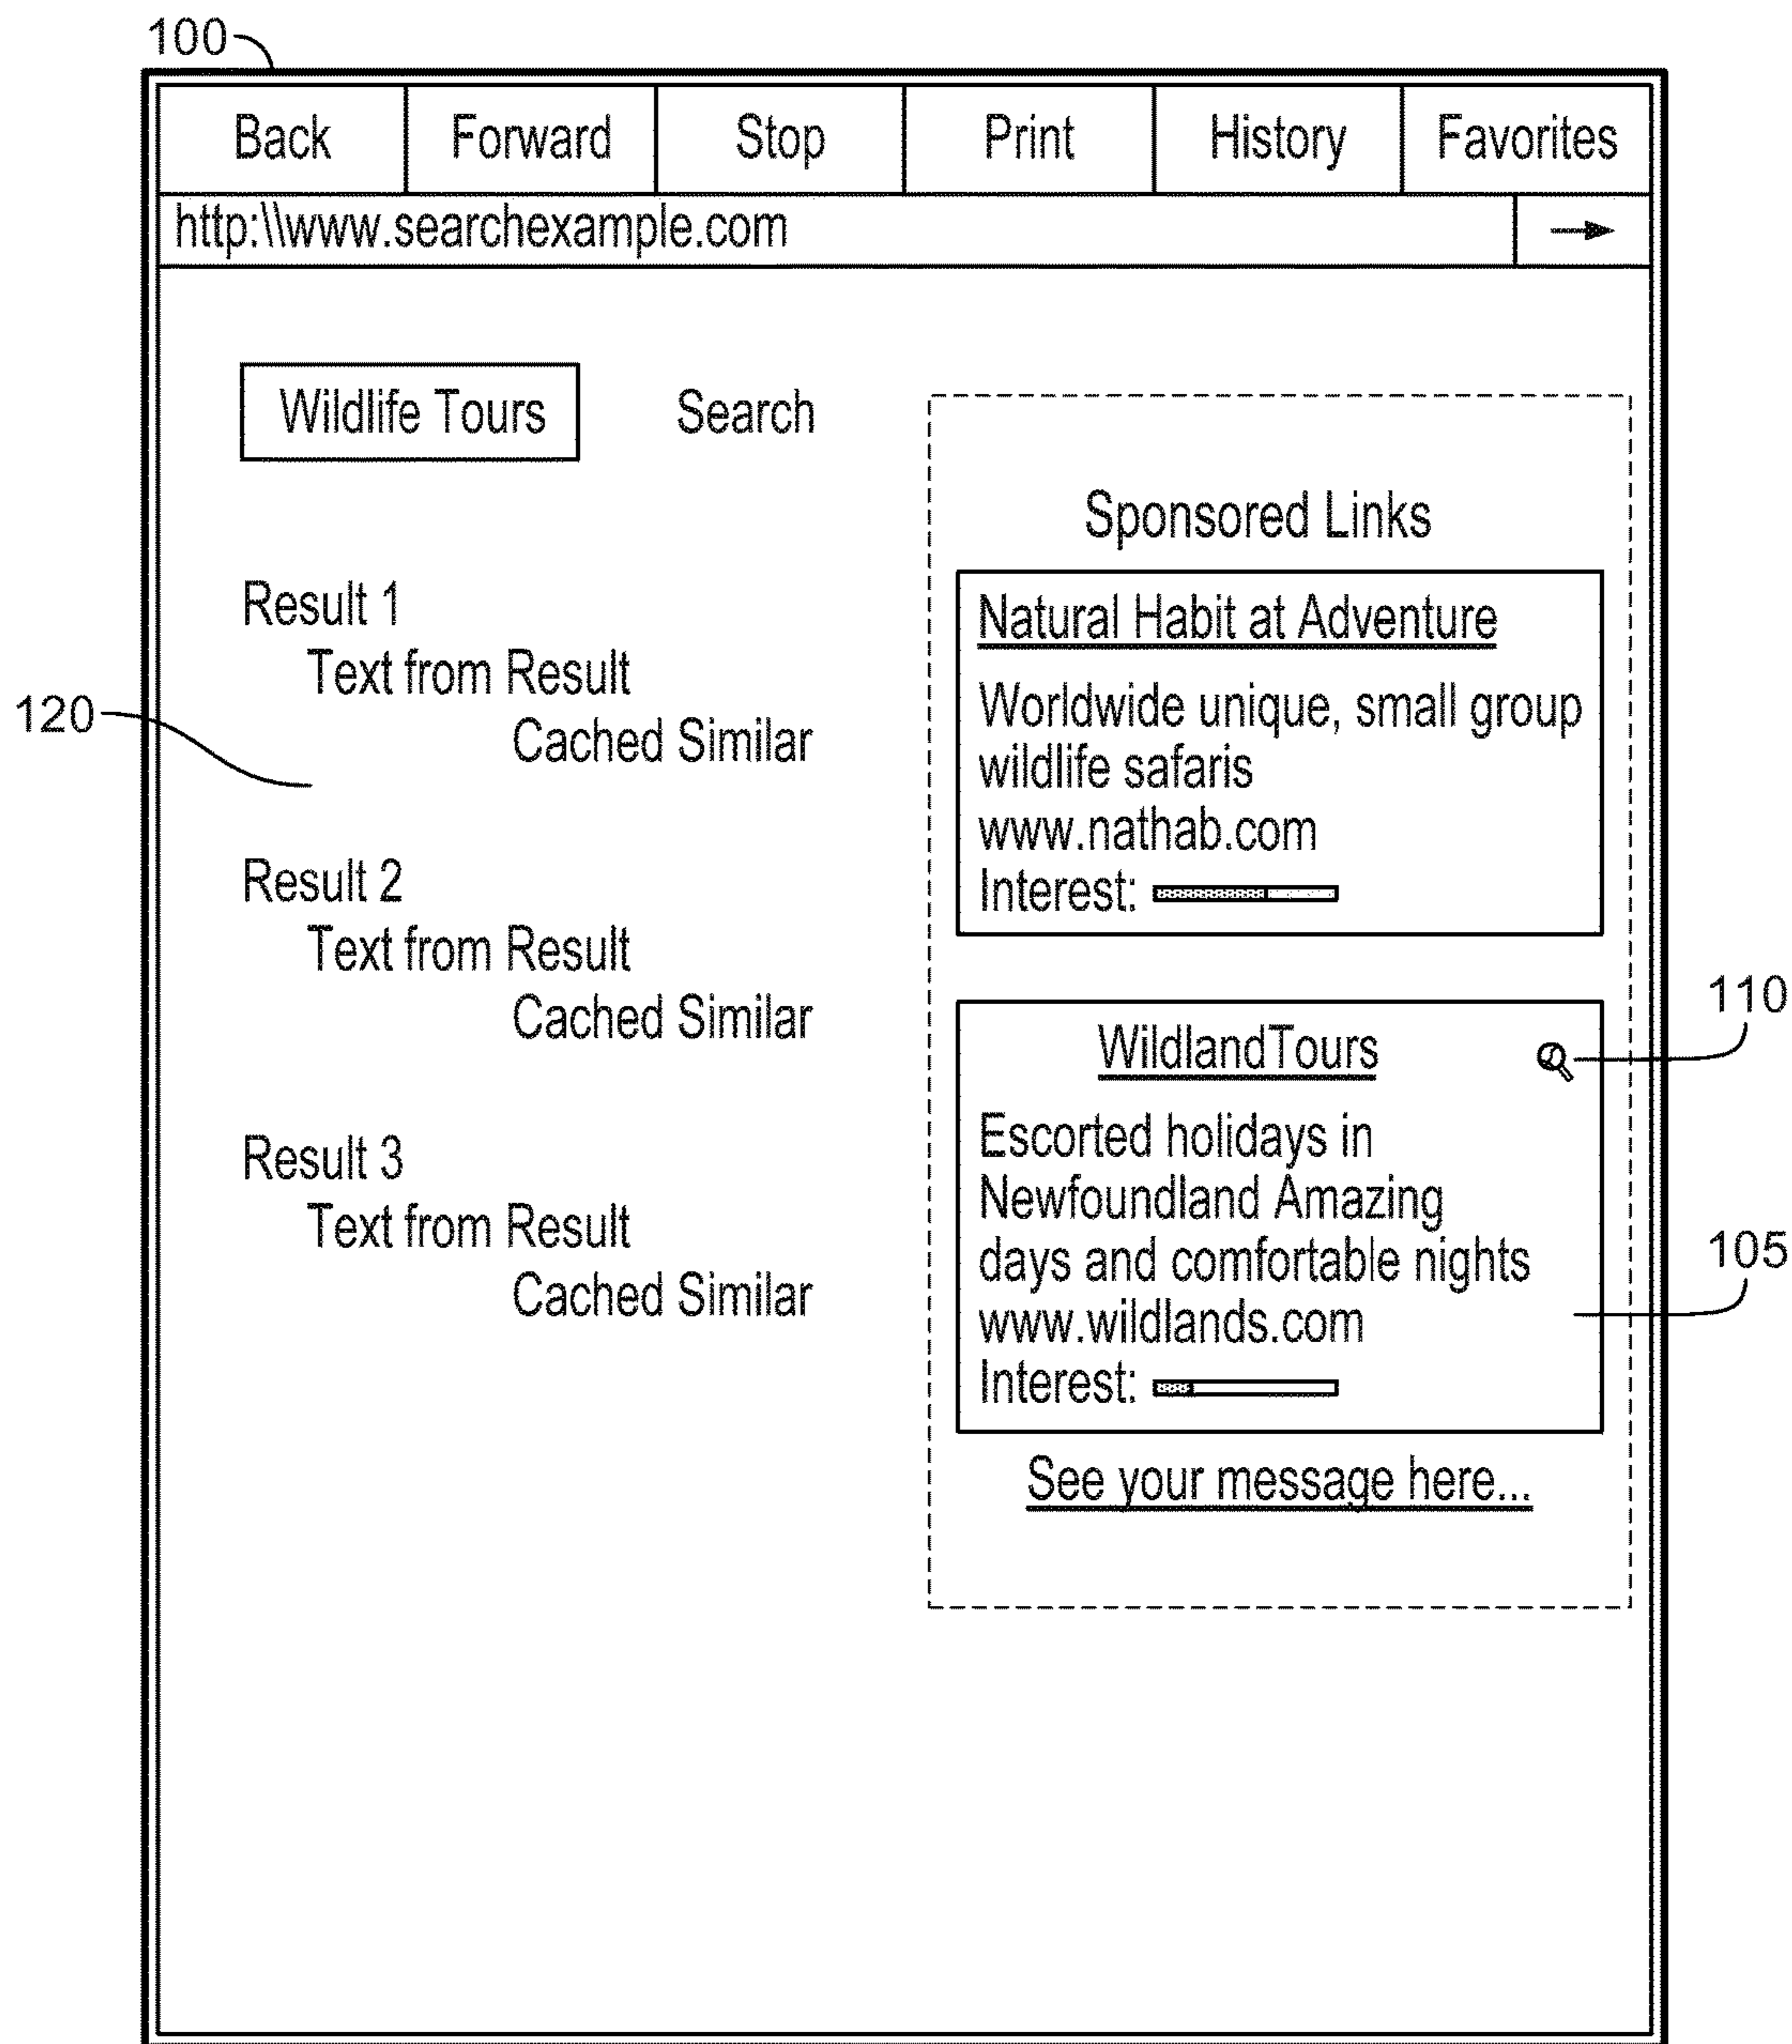 100
Back Forward Stop Print History Favorites
http:\\www.searchexample.com
Wildlife Tours Search
Result 1
Text from Result
Cached Similar
120
Result 2
Text from Result
Cached Similar
Result 3
Text from Result
Cached Similar
Sponsored Links
Natural Habit at Adventure
Worldwide unique, small group
wildlife safaris
www.nathab.com
Interest:
WildlandTours
110
Escorted holidays in
Newfoundland Amazing
days and comfortable nights
www.wildlands.com
105
Interest:
See your message here...